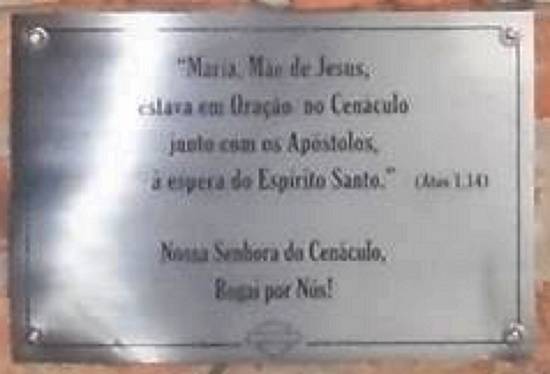 “Maria, Mãe de Jesus,
estava em Oração no Cenáculo
junto com os Apóstolos,
à espera do Espírito Santo.” (Atos 1,14)
Nossa Senhora do Cenáculo,
Rogai por Nós!